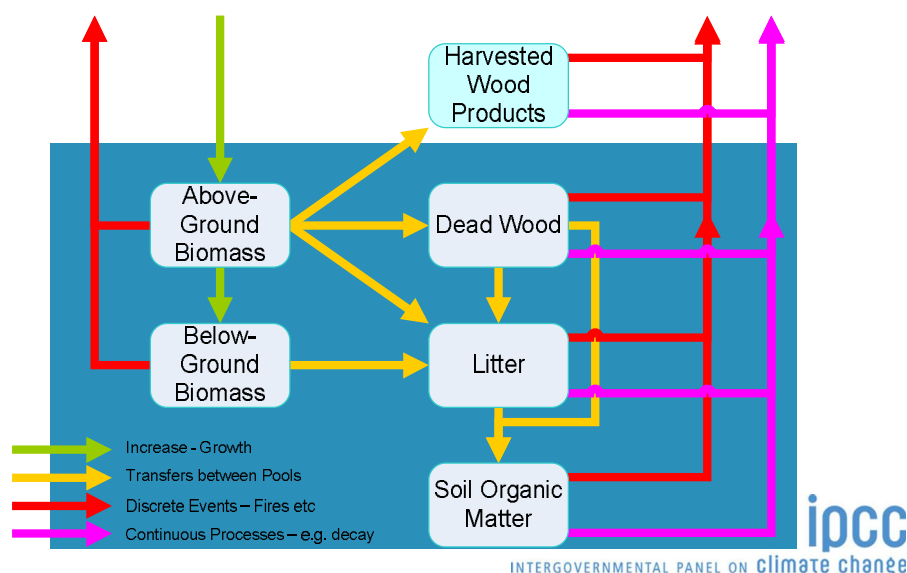 Harvested
Wood
Products
Above-
Ground
Biomass
Dead Wood
Below-
Ground
Biomass
Litter
Soil Organic
Matter
Increase - Growth
Transfers between Pools
Discrete Events – Fires etc
Continuous Processes – e.g. decay
ipcc
INTERGOVERNMENTAL PANEL ON climate change